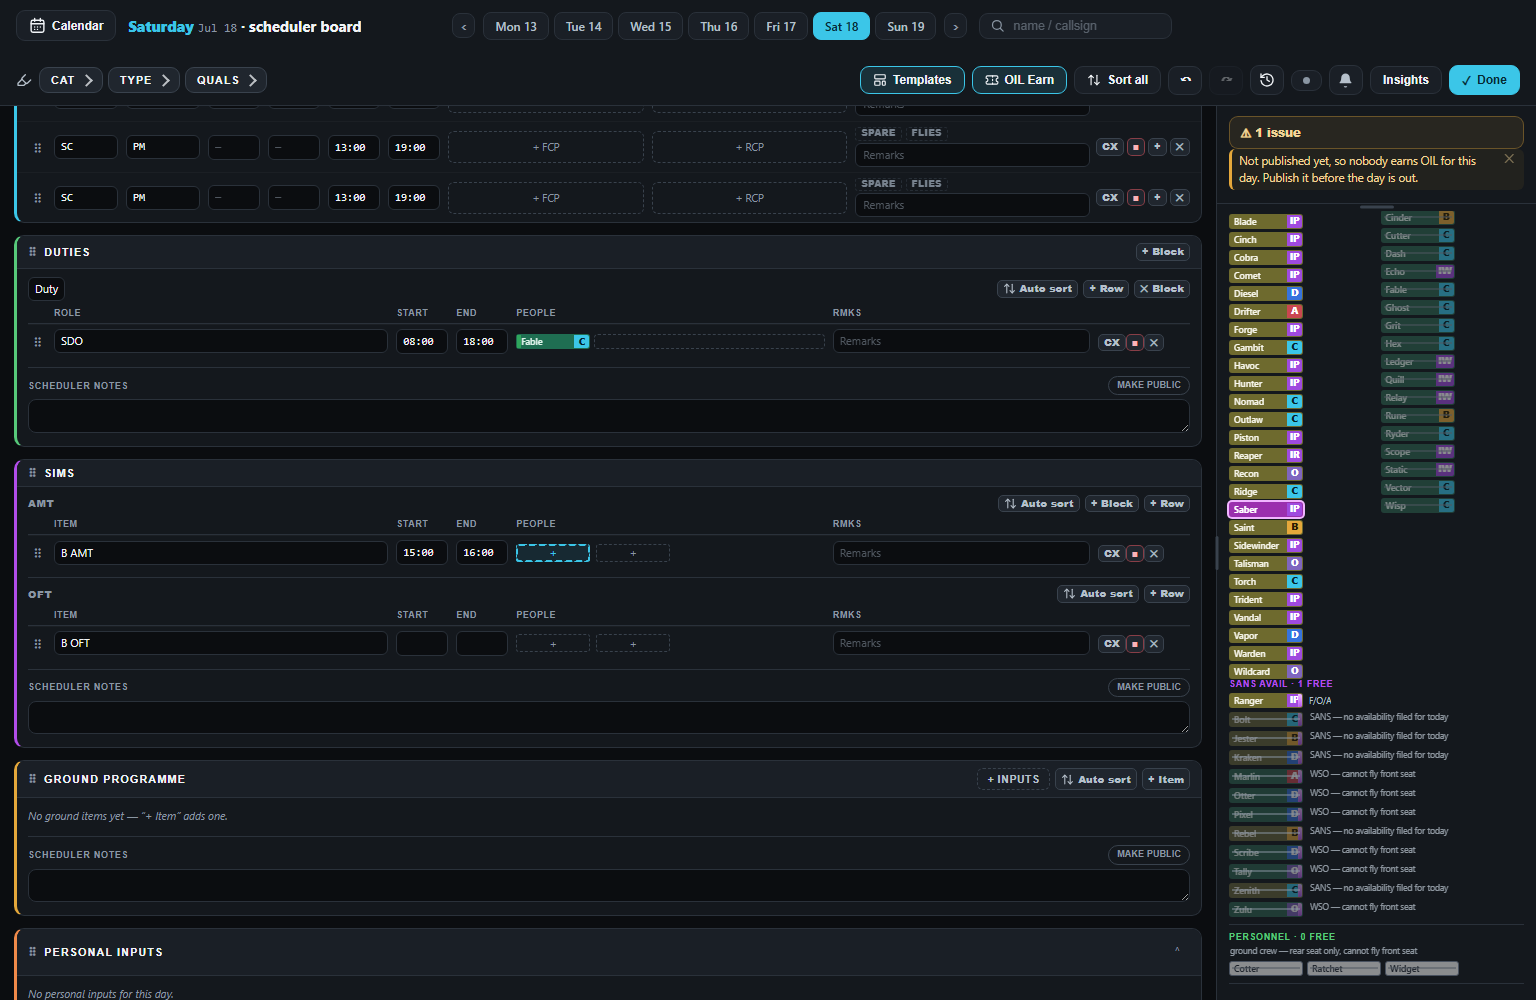 Calendar
Saturday Jul 18 · scheduler board
‹ Mon 13 Tue 14 Wed 15 Thu 16 Fri 17 Sat 18 Sun 19 ›
name / callsign
CAT TYPE QUALS
Templates OIL Earn Sort all Insights ✓ Done
Remarks
SC PM – – 13:00 19:00 + FCP + RCP SPARE FLIES Remarks CX + ✕
SC PM – – 13:00 19:00 + FCP + RCP SPARE FLIES Remarks CX + ✕
DUTIES + Block
Duty Auto sort + Row ✕ Block
ROLE START END PEOPLE RMKS
SDO 08:00 18:00 Fable C Remarks CX ✕
SCHEDULER NOTES MAKE PUBLIC
SIMS
AMT Auto sort + Block + Row
ITEM START END PEOPLE RMKS
B AMT 15:00 16:00 + + Remarks CX ✕
OFT Auto sort + Row
ITEM START END PEOPLE RMKS
B OFT + + Remarks CX ✕
SCHEDULER NOTES MAKE PUBLIC
GROUND PROGRAMME + INPUTS Auto sort + Item
No ground items yet — "+ Item" adds one.
SCHEDULER NOTES MAKE PUBLIC
PERSONAL INPUTS
No personal inputs for this day.
⚠ 1 issue
Not published yet, so nobody earns OIL for this
day. Publish it before the day is out.
Blade IP
Cinch IP
Cobra IP
Comet IP
Diesel D
Drifter A
Forge IP
Gambit C
Havoc IP
Hunter IP
Nomad C
Outlaw C
Piston IP
Reaper IR
Recon O
Ridge C
Saber IP
Saint B
Sidewinder IP
Talisman O
Torch C
Trident IP
Vandal IP
Vapor D
Warden IP
Wildcard O
Cinder B
Cutter C
Dash C
Echo
Fable C
Ghost C
Grit C
Hex C
Ledger
Quill
Relay
Rune B
Ryder C
Scope
Static
Vector C
Wisp C
SANS AVAIL · 1 FREE
Ranger IP F/O/A
Bolt C SANS — no availability filed for today
Jester B SANS — no availability filed for today
Kraken D SANS — no availability filed for today
Marlin A WSO — cannot fly front seat
Otter D WSO — cannot fly front seat
Pixel D WSO — cannot fly front seat
Rebel B SANS — no availability filed for today
Scribe D WSO — cannot fly front seat
Tally O WSO — cannot fly front seat
Zenith C SANS — no availability filed for today
Zulu O WSO — cannot fly front seat
PERSONNEL · 0 FREE
ground crew — rear seat only, cannot fly front seat
Cotter Ratchet Widget